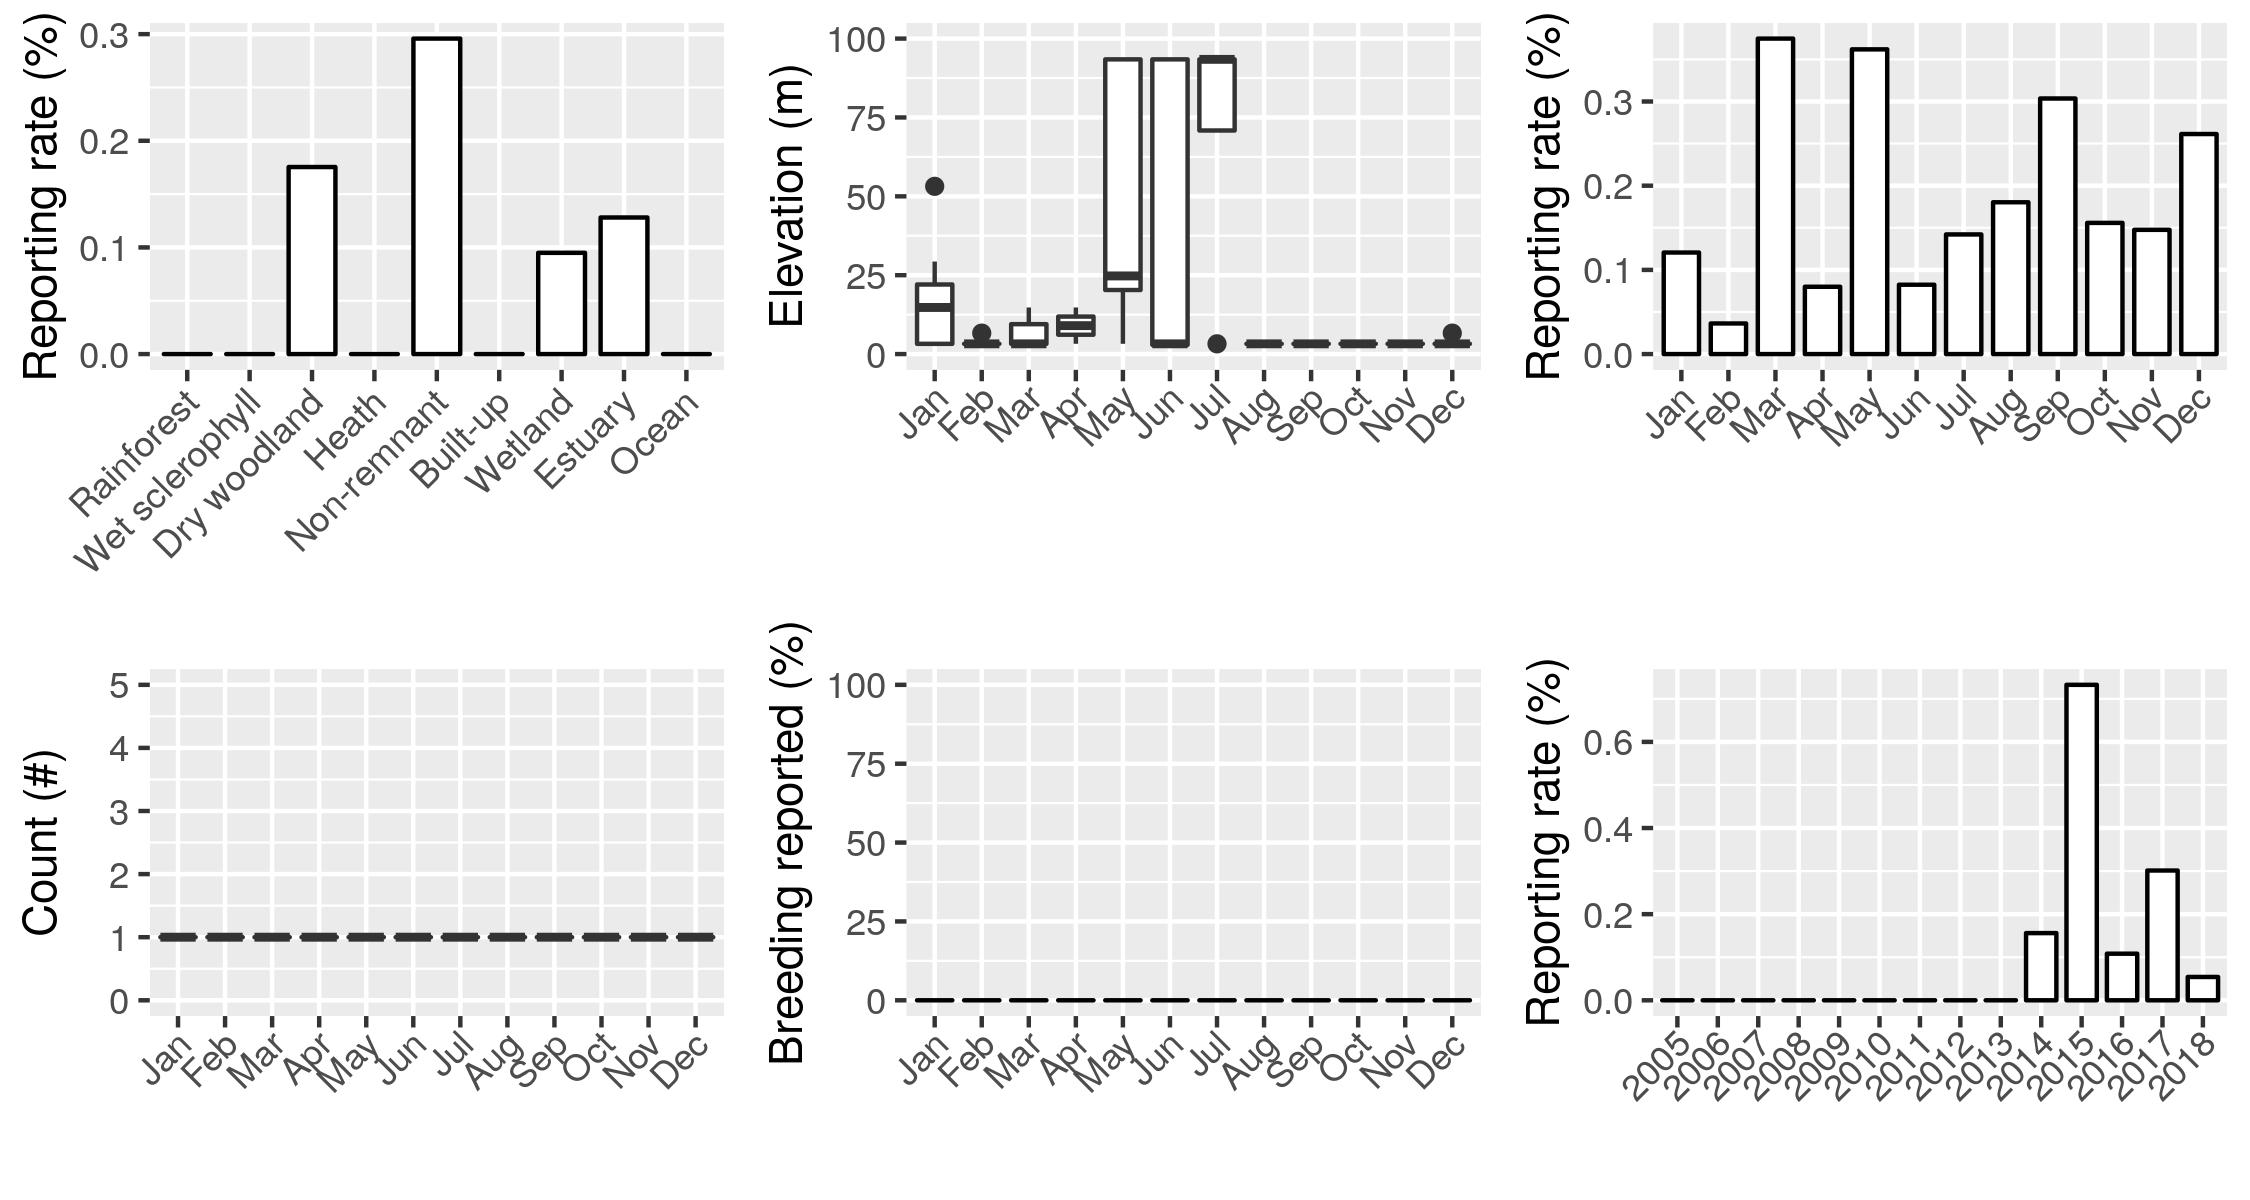 Reporting rate (%)
0.3
0.2
0.1
0.0
Rainforest
Wet sclerophyll
Dry woodland
Heath
Non-remnant
Built-up
Wetland
Estuary
Ocean
Elevation (m)
100
75
50
25
0
Jan
Feb
Mar
Apr
May
Jun
Jul
Aug
Sep
Oct
Nov
Dec
Reporting rate (%)
0.3
0.2
0.1
0.0
Jan
Feb
Mar
Apr
May
Jun
Jul
Aug
Sep
Oct
Nov
Dec
Count (#)
5
4
3
2
1
0
Jan
Feb
Mar
Apr
May
Jun
Jul
Aug
Sep
Oct
Nov
Dec
Breeding reported (%)
100
75
50
25
0
Jan
Feb
Mar
Apr
May
Jun
Jul
Aug
Sep
Oct
Nov
Dec
Reporting rate (%)
0.6
0.4
0.2
0.0
2005
2006
2007
2008
2009
2010
2011
2012
2013
2014
2015
2016
2017
2018